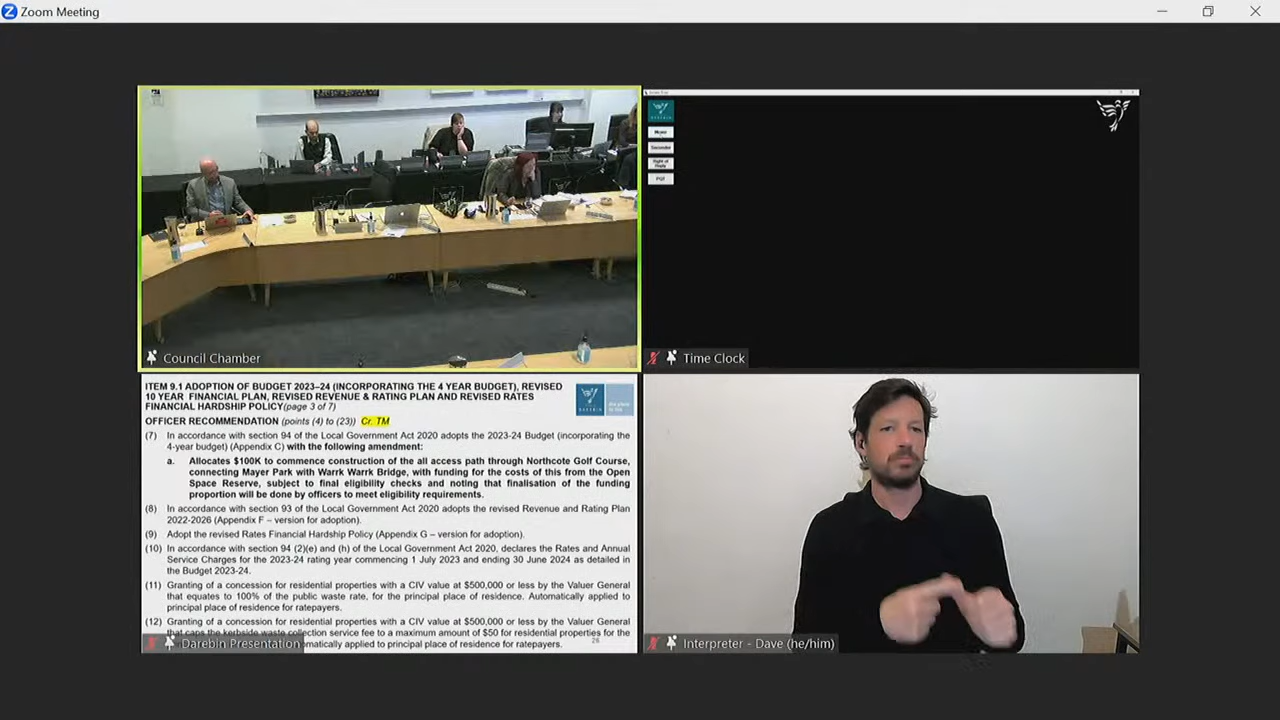 Zoom Meeting
Council Chamber
DAREBIN
Mover
Seconder
Right of
Reply
Time Clock
ITEM 9.1 ADOPTION OF BUDGET 2023–24 (INCORPORATING THE 4 YEAR BUDGET), REVISED
10 YEAR FINANCIAL PLAN, REVISED REVENUE & RATING PLAN AND REVISED RATES
FINANCIAL HARDSHIP POLICY(page 3 of 7)
OFFICER RECOMMENDATION (points (4) to (23)) Cr. TM
(7) In accordance with section 94 of the Local Government Act 2020 adopts the 2023-24 Budget (incorporating the
4-year budget) (Appendix C) with the following amendment:
a. Allocates $100K to commence construction of the all access path through Northcote Golf Course,
connecting Mayer Park with Warrk Warrk Bridge, with funding for the costs of this from the Open
Space Reserve, subject to final eligibility checks and noting that finalisation of the funding
proportion will be done by officers to meet eligibility requirements.
(8) In accordance with section 93 of the Local Government Act 2020 adopts the revised Revenue and Rating Plan
2022-2026 (Appendix F – version for adoption).
(9) Adopt the revised Rates Financial Hardship Policy (Appendix G – version for adoption).
(10) In accordance with section 94 (2)(e) and (h) of the Local Government Act 2020, declares the Rates and Annual
Service Charges for the 2023-24 rating year commencing 1 July 2023 and ending 30 June 2024 as detailed in
the Budget 2023-24.
(11) Granting of a concession for residential properties with a CIV value at $500,000 or less by the Valuer General
that equates to 100% of the public waste rate, for the principal place of residence. Automatically applied to
principal place of residence for ratepayers.
(12) Granting of a concession for residential properties with a CIV value at $500,000 or less by the Valuer General
that caps the kerbside waste collection service fee to a maximum amount of $50 for residential properties for the
omatically applied to principal place of residence for ratepayers.
Darebin Presentation
Interpreter - Dave (he/him)